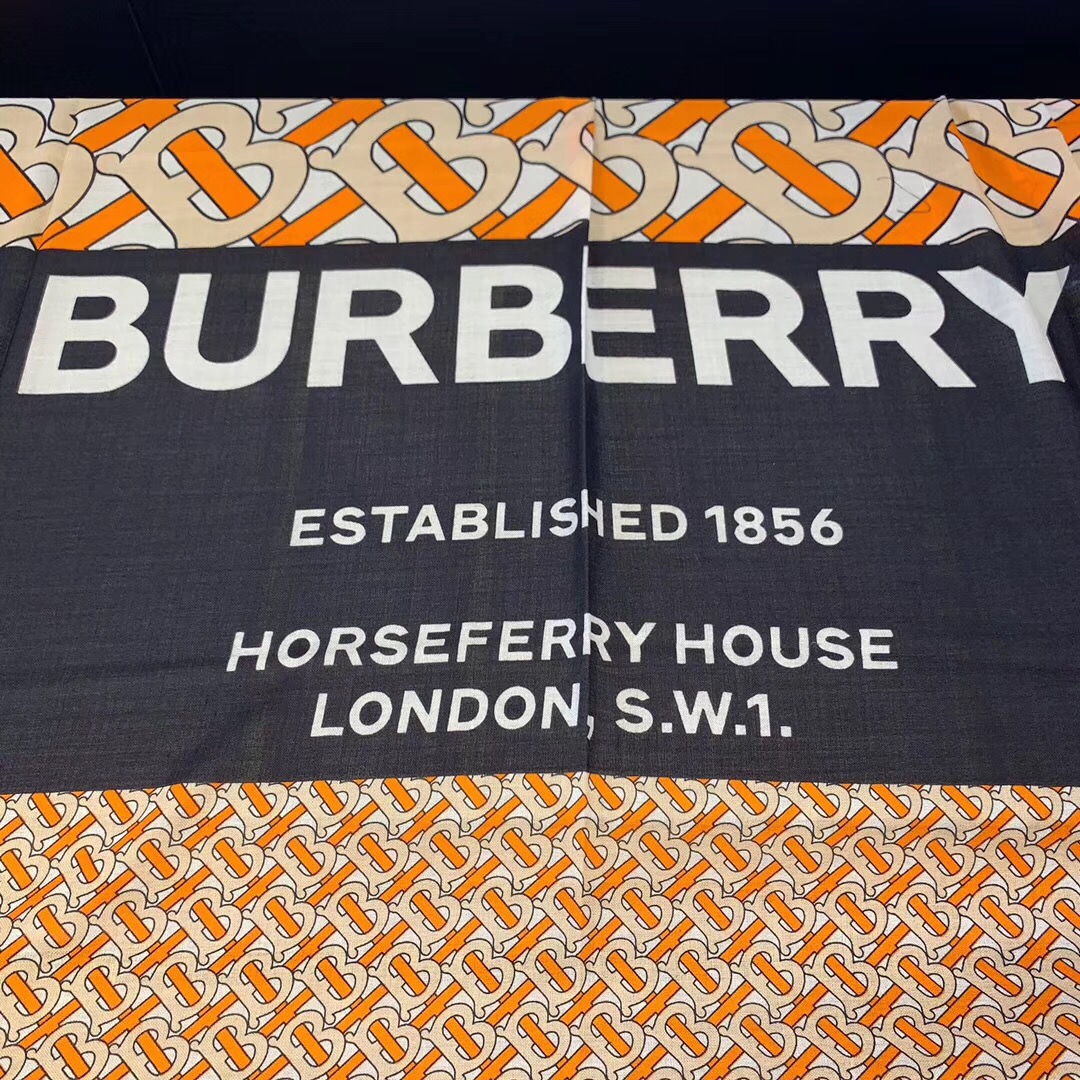 BURBERRY
ESTABLISHED 1856
HORSEFERRY HOUSE
LONDON, S.W.1.